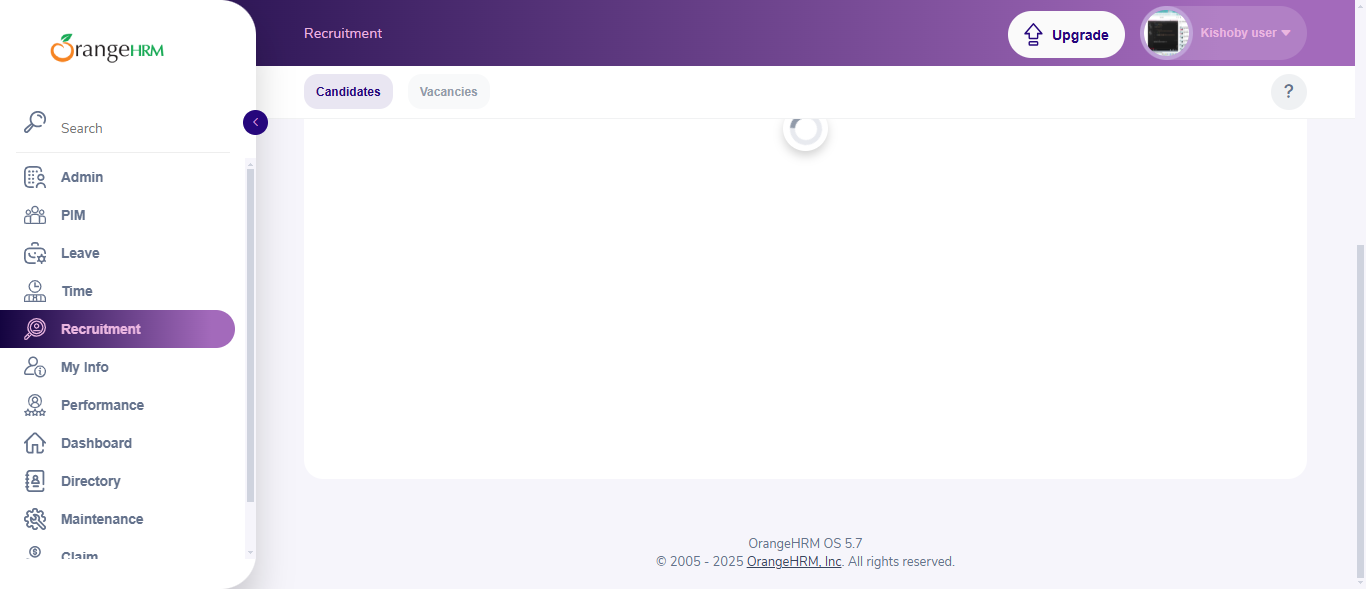 OrangeHRM
Search
Admin
PIM
Leave
Time
Recruitment
My Info
Performance
Dashboard
Directory
Maintenance
Claim
Recruitment
Upgrade
Kishoby user
Candidates
Vacancies
?
OrangeHRM OS 5.7
© 2005 - 2025 OrangeHRM, Inc. All rights reserved.